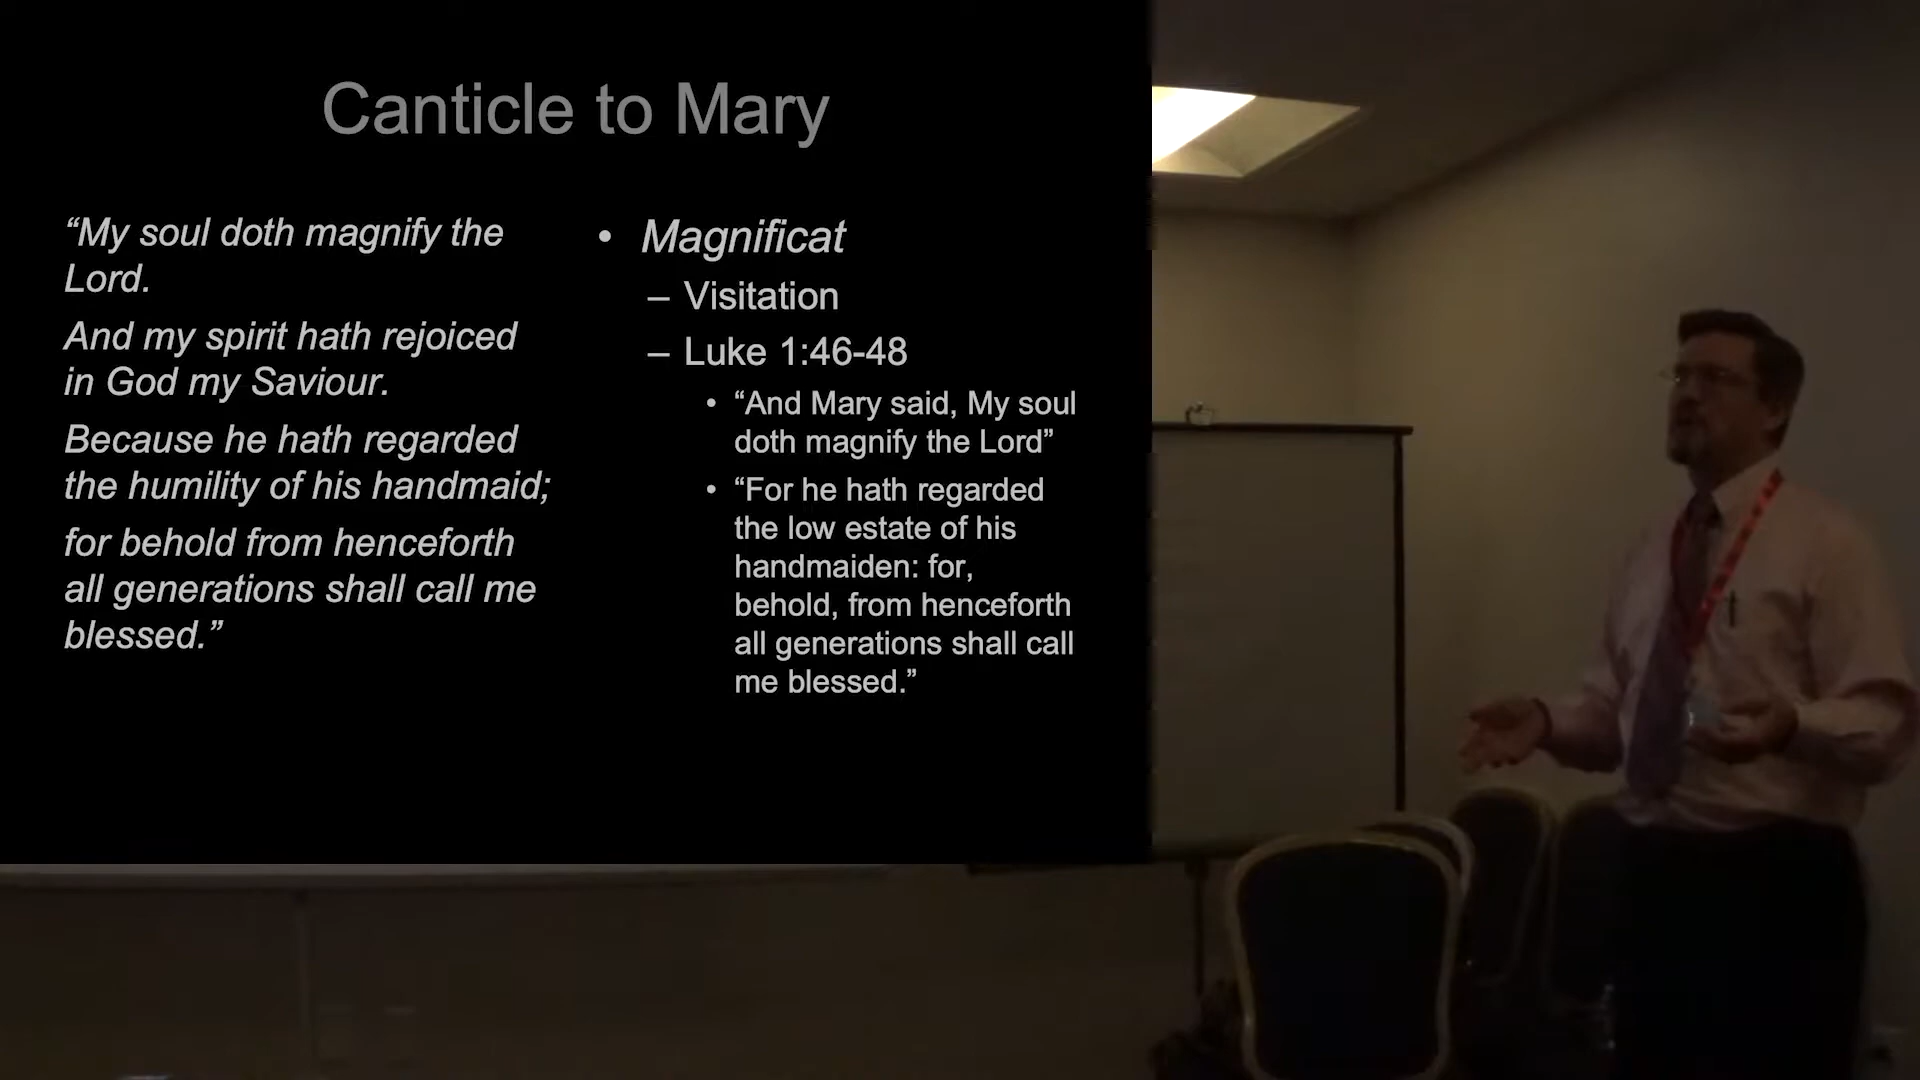 Canticle to Mary
“My soul doth magnify the
Lord.
And my spirit hath rejoiced
in God my Saviour.
Because he hath regarded
the humility of his handmaid;
for behold from henceforth
all generations shall call me
blessed.”
• Magnificat
– Visitation
– Luke 1:46-48
• “And Mary said, My soul
doth magnify the Lord”
• “For he hath regarded
the low estate of his
handmaiden: for,
behold, from henceforth
all generations shall call
me blessed.”